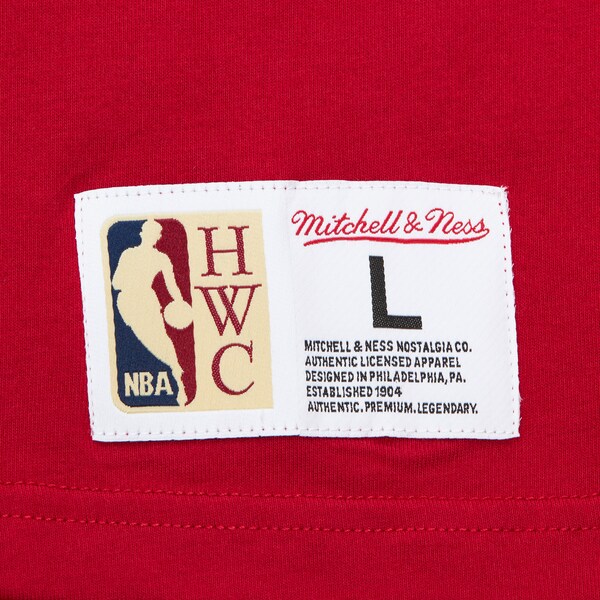 HWC
NBA
Mitchell & Ness
L
MITCHELL & NESS NOSTALGIA CO.
AUTHENTIC LICENSED APPAREL
DESIGNED IN PHILADELPHIA, PA.
ESTABLISHED 1904
AUTHENTIC. PREMIUM. LEGENDARY.